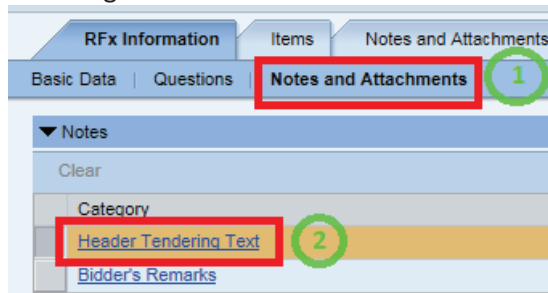 RFx Information Items Notes and Attachments
Basic Data | Questions | Notes and Attachments 1
Notes
Clear
Category
Header Tendering Text 2
Bidder's Remarks